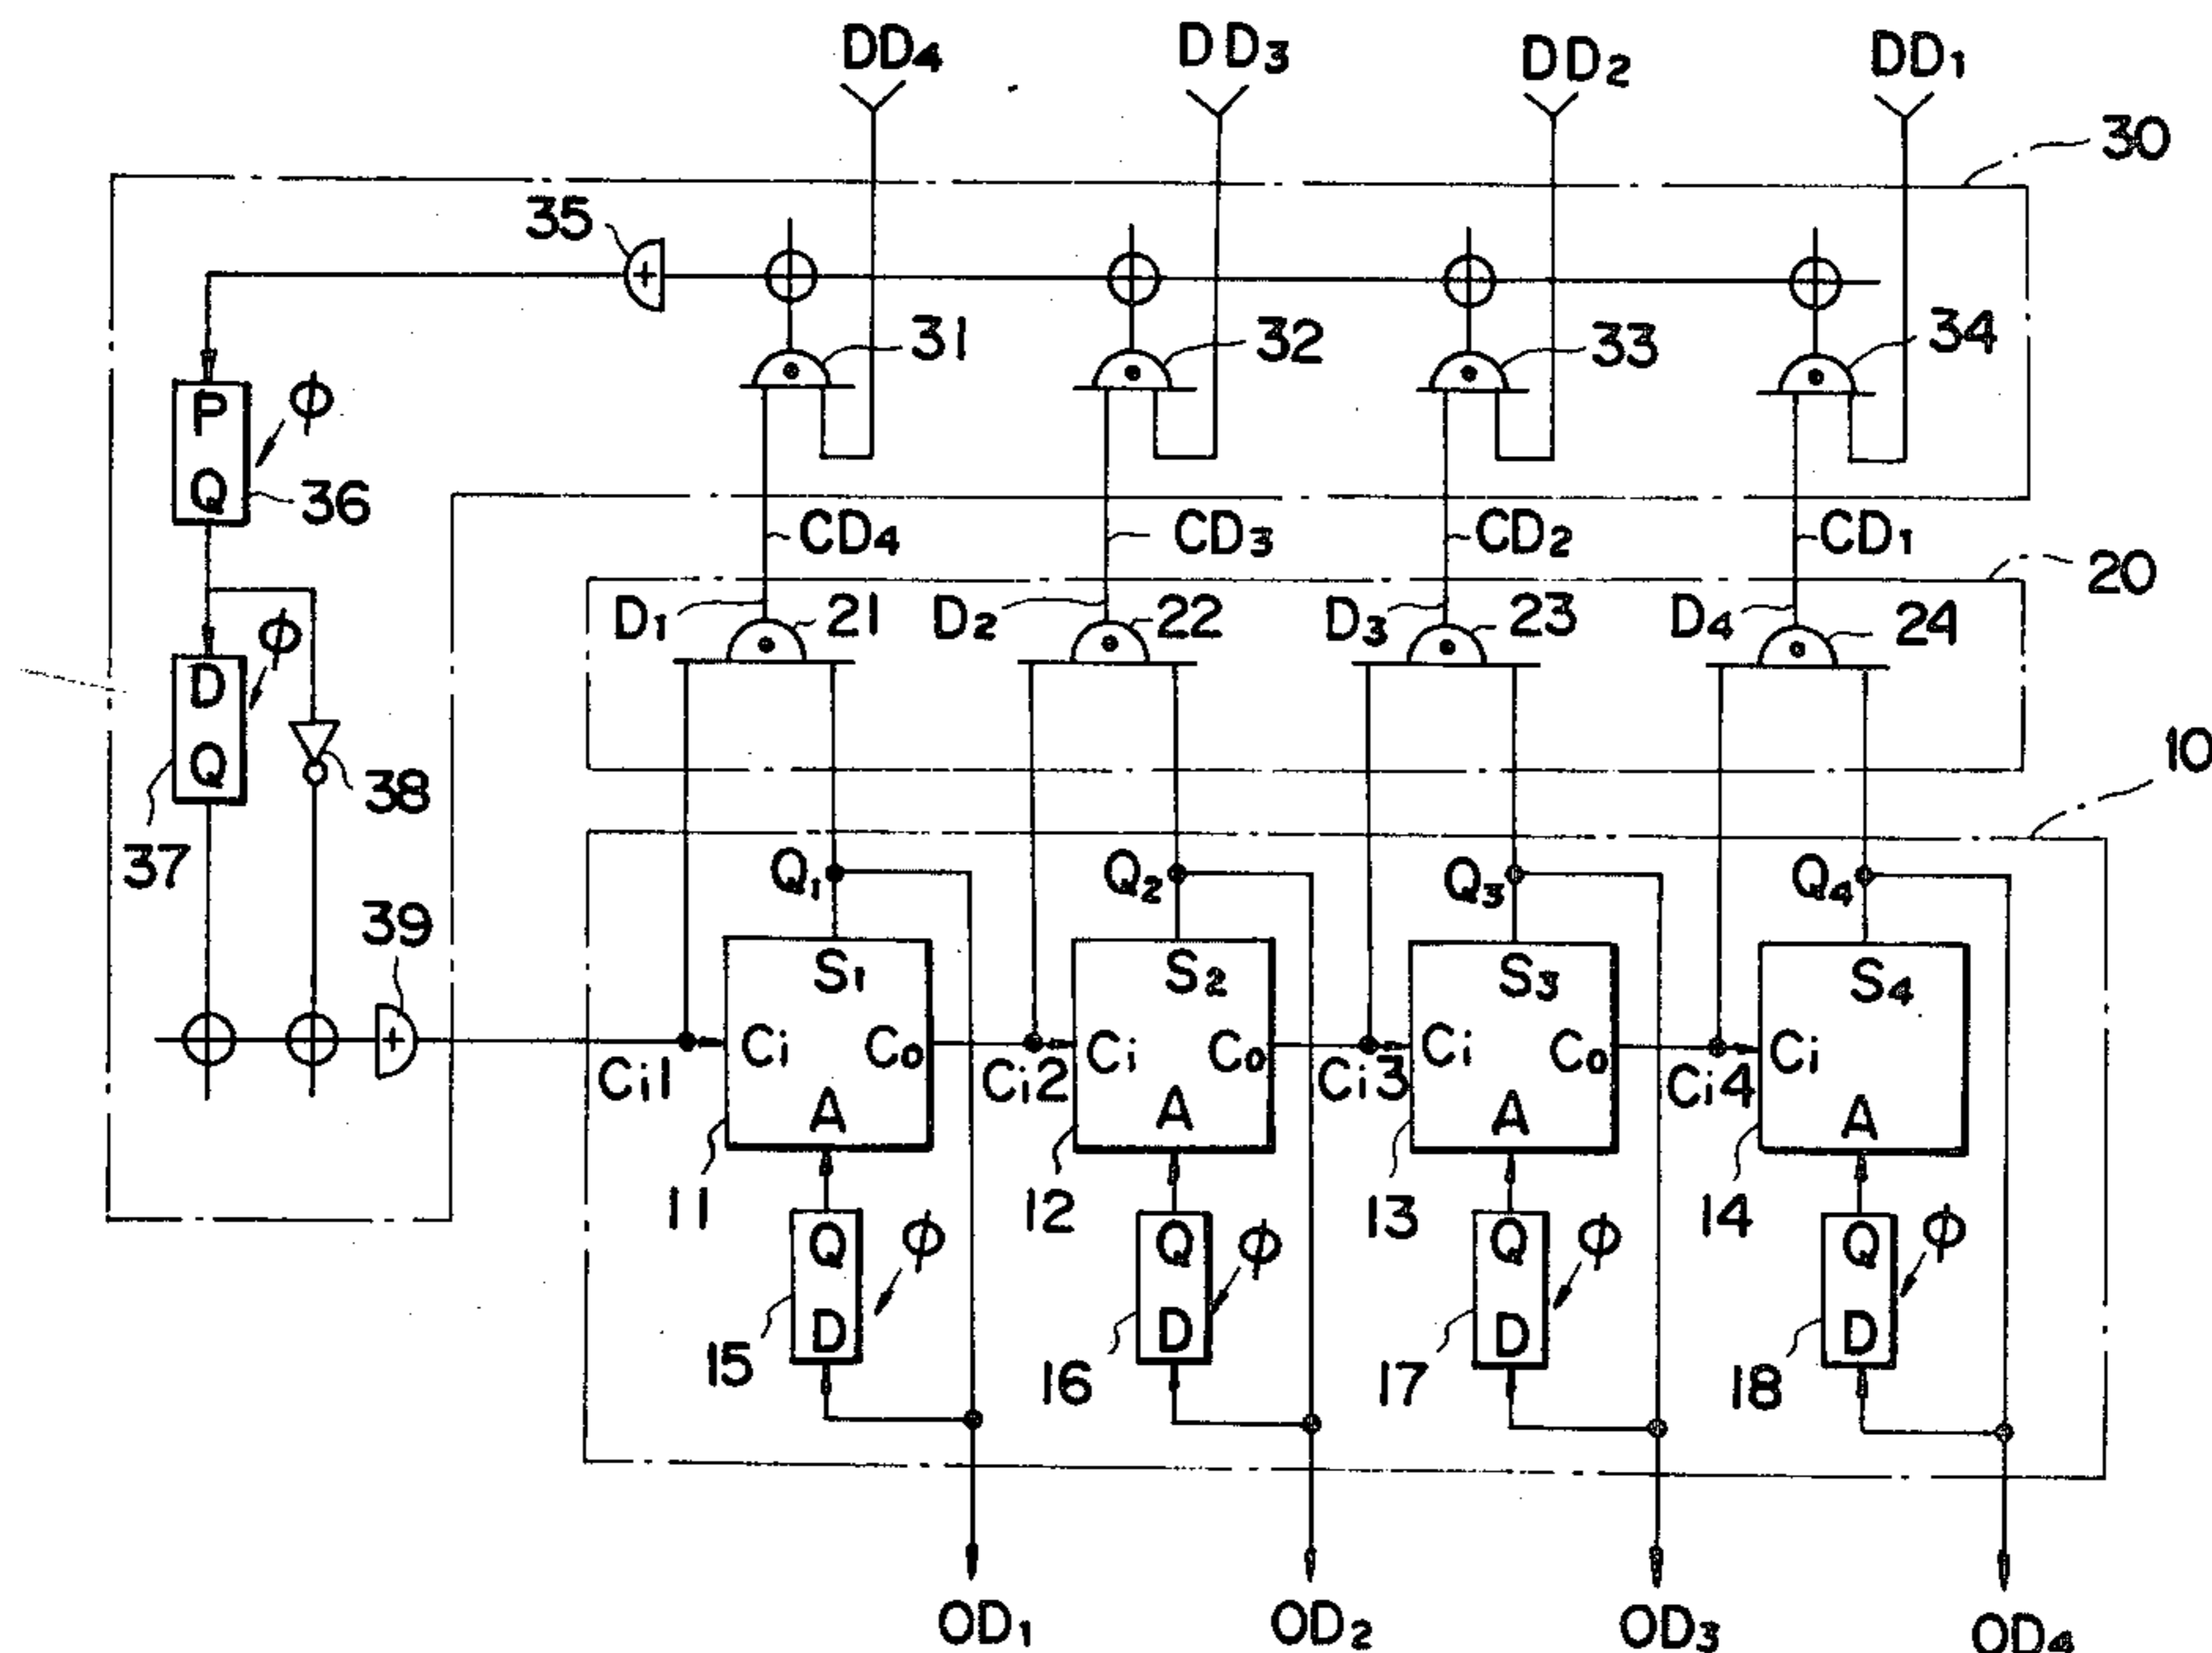 DD4 DD3 DD2 DD1
30
35
31 32 33 34
P
Q
ϕ
36
CD4 CD3 CD2 CD1
20
D1 21 D2 22 D3 23 D4 24
D
Q
ϕ
37
38
10
Q1 Q2 Q3 Q4
39
S1 S2 S3 S4
Ci Co Ci Co Ci Co Ci
Ci1 Ci2 Ci3 Ci4
A A A A
11 12 13 14
Q ϕ Q ϕ Q ϕ Q ϕ
D D D D
15 16 17 18
OD1 OD2 OD3 OD4